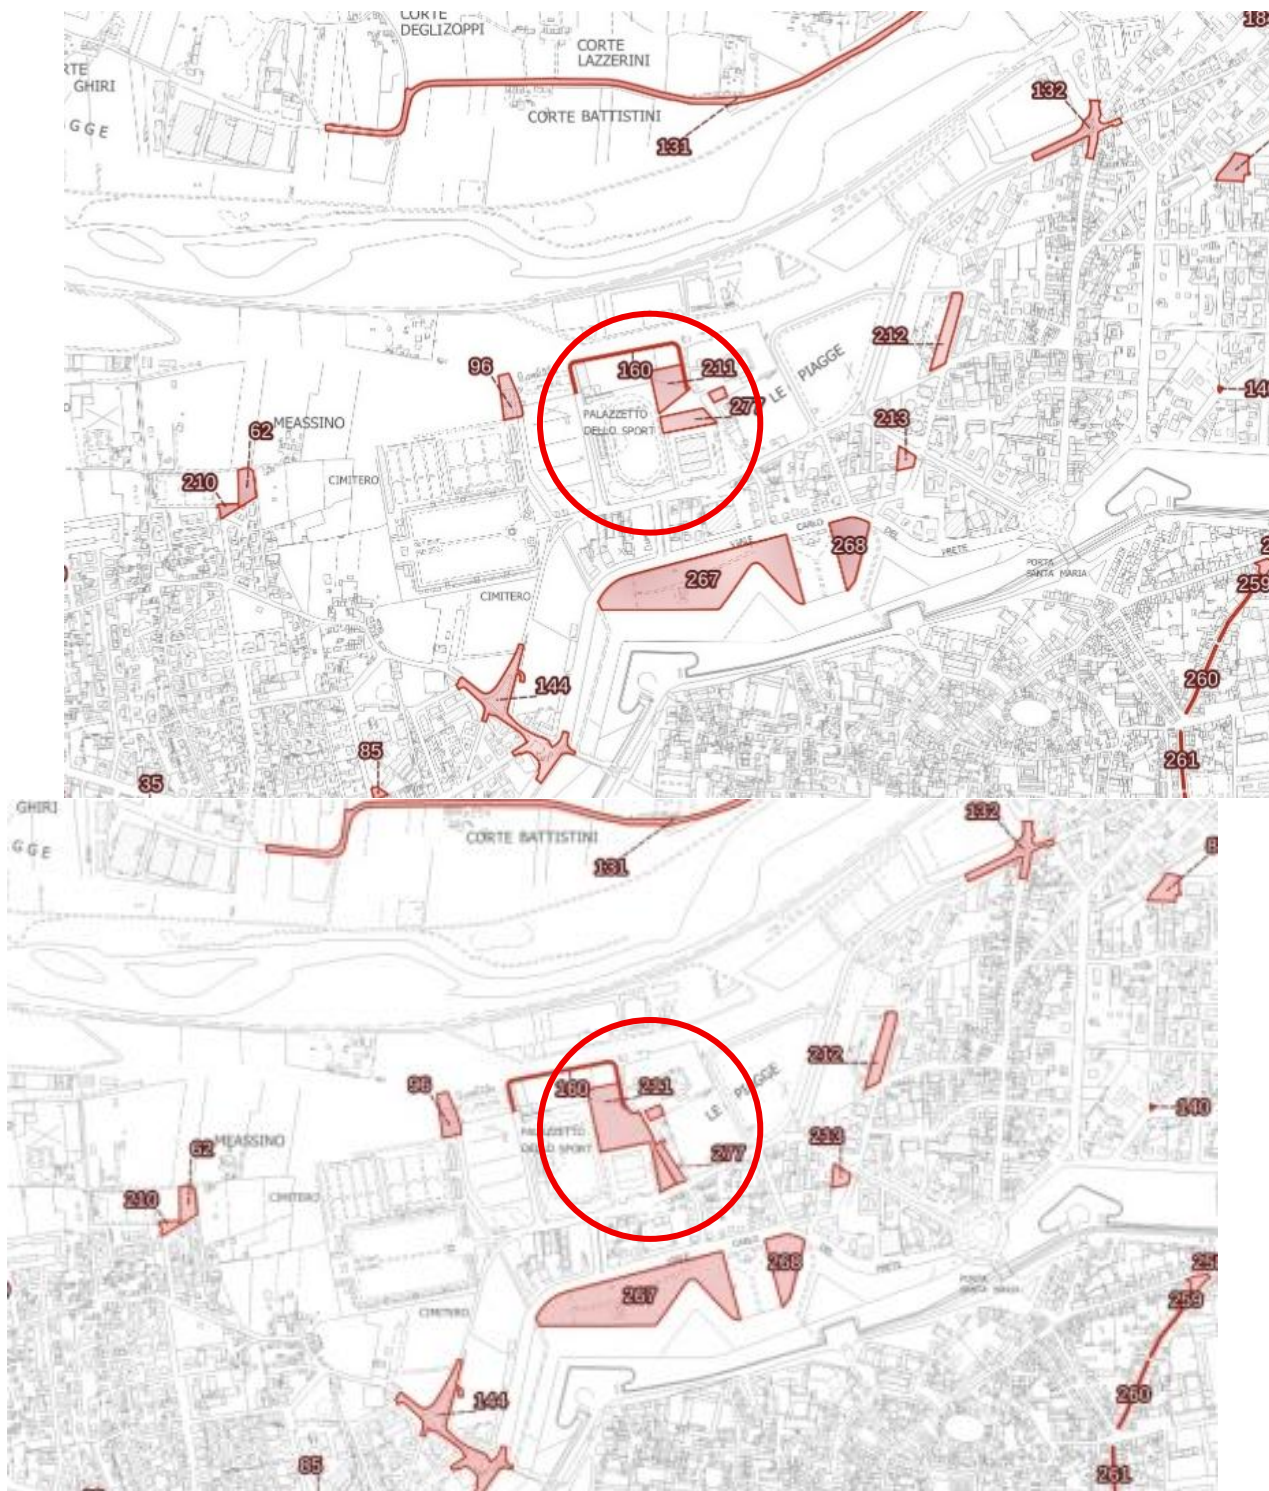 CORTE
DEGLIZOPPI
CORTE
LAZZERINI
GHIRI
GGE
CORTE BATTISTINI
131
132
96
160
211
277
LE PIAGGE
PALAZZETTO
DELLO SPORT
212
213
62
MEASSINO
210
CIMITERO
CARLO
DEL
PRETE
VIALE
268
267
PORTA
SANTA MARIA
CIMITERO
259
260
144
85
261
35
GHIRI
GGE
CORTE BATTISTINI
131
132
96
160
211
LE PIAGGE
212
PALAZZETTO
DELLO SPORT
277
213
140
62
MEASSINO
210
CIMITERO
CARLO
DEL
PRETE
268
267
PORTA
SANTA MARIA
CIMITERO
259
260
144
85
261